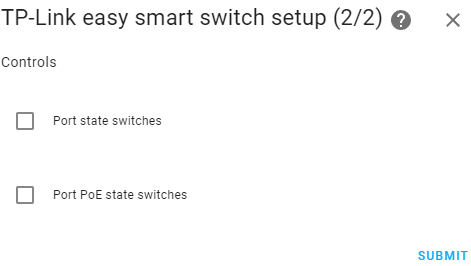 TP-Link easy smart switch setup (2/2)
Controls
Port state switches
Port PoE state switches
SUBMIT